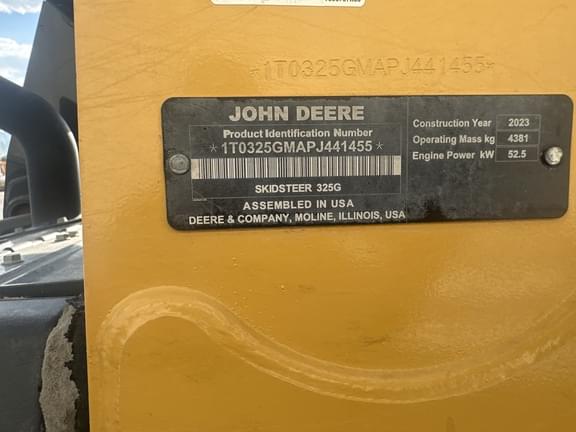 *1T0325GMAPJ441455*
JOHN DEERE
Product Identification Number
*1T0325GMAPJ441455*
SKIDSTEER 325G
ASSEMBLED IN USA
DEERE & COMPANY, MOLINE, ILLINOIS, USA
Construction Year 2023
Operating Mass kg 4381
Engine Power kW 52.5